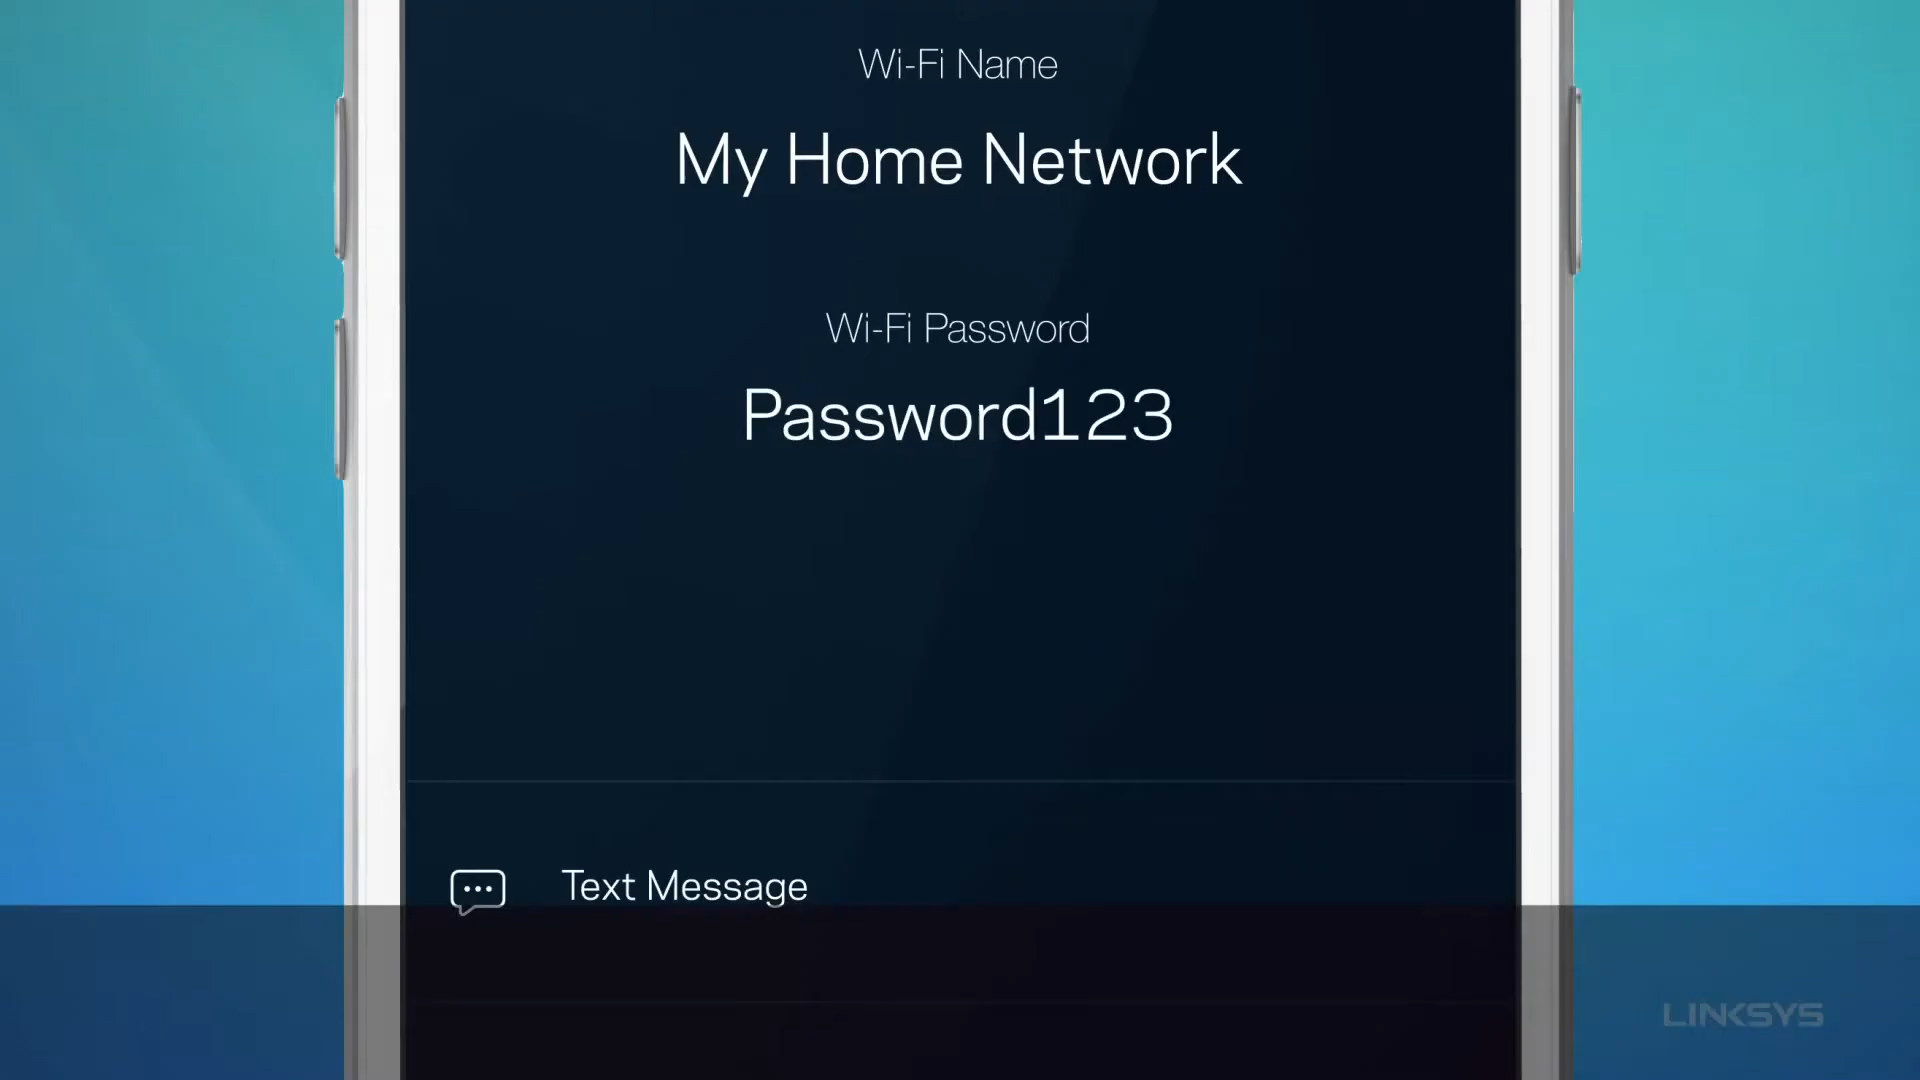 Wi-Fi Name
My Home Network
Wi-Fi Password
Password123
Text Message
LINKSYS